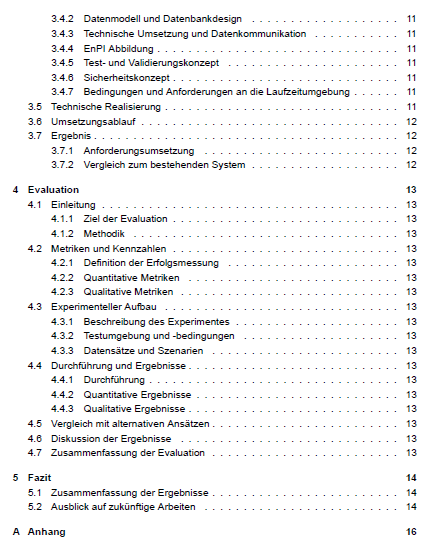 3.4.2 Datenmodell und Datenbankdesign . . . . . . . . . . . . . . . . . . 11
3.4.3 Technische Umsetzung und Datenkommunikation . . . . . . . . . 11
3.4.4 EnPI Abbildung . . . . . . . . . . . . . . . . . . . . . . . . . . . . 11
3.4.5 Test- und Validierungskonzept . . . . . . . . . . . . . . . . . . . . 11
3.4.6 Sicherheitskonzept . . . . . . . . . . . . . . . . . . . . . . . . . . 11
3.4.7 Bedingungen und Anforderungen an die Laufzeitumgebung . . . . . 11
3.5 Technische Realisierung . . . . . . . . . . . . . . . . . . . . . . . . . . . 11
3.6 Umsetzungsablauf . . . . . . . . . . . . . . . . . . . . . . . . . . . . . . 12
3.7 Ergebnis . . . . . . . . . . . . . . . . . . . . . . . . . . . . . . . . . . . 12
3.7.1 Anforderungsumsetzung . . . . . . . . . . . . . . . . . . . . . . . 12
3.7.2 Vergleich zum bestehenden System . . . . . . . . . . . . . . . . . 12
4 Evaluation 13
4.1 Einleitung . . . . . . . . . . . . . . . . . . . . . . . . . . . . . . . . . . 13
4.1.1 Ziel der Evaluation . . . . . . . . . . . . . . . . . . . . . . . . . . 13
4.1.2 Methodik . . . . . . . . . . . . . . . . . . . . . . . . . . . . . . . 13
4.2 Metriken und Kennzahlen . . . . . . . . . . . . . . . . . . . . . . . . . . 13
4.2.1 Definition der Erfolgsmessung . . . . . . . . . . . . . . . . . . . . 13
4.2.2 Quantitative Metriken . . . . . . . . . . . . . . . . . . . . . . . . . 13
4.2.3 Qualitative Metriken . . . . . . . . . . . . . . . . . . . . . . . . . . 13
4.3 Experimenteller Aufbau . . . . . . . . . . . . . . . . . . . . . . . . . . . 13
4.3.1 Beschreibung des Experimentes . . . . . . . . . . . . . . . . . . . 13
4.3.2 Testumgebung und -bedingungen . . . . . . . . . . . . . . . . . . 13
4.3.3 Datensätze und Szenarien . . . . . . . . . . . . . . . . . . . . . . 13
4.4 Durchführung und Ergebnisse . . . . . . . . . . . . . . . . . . . . . . . . 13
4.4.1 Durchführung . . . . . . . . . . . . . . . . . . . . . . . . . . . . . 13
4.4.2 Quantitative Ergebnisse . . . . . . . . . . . . . . . . . . . . . . . 13
4.4.3 Qualitative Ergebnisse . . . . . . . . . . . . . . . . . . . . . . . . 13
4.5 Vergleich mit alternativen Ansätzen . . . . . . . . . . . . . . . . . . . . . 13
4.6 Diskussion der Ergebnisse . . . . . . . . . . . . . . . . . . . . . . . . . 13
4.7 Zusammenfassung der Evaluation . . . . . . . . . . . . . . . . . . . . . . 13
5 Fazit 14
5.1 Zusammenfassung der Ergebnisse . . . . . . . . . . . . . . . . . . . . . 14
5.2 Ausblick auf zukünftige Arbeiten . . . . . . . . . . . . . . . . . . . . . . . 14
A Anhang 16